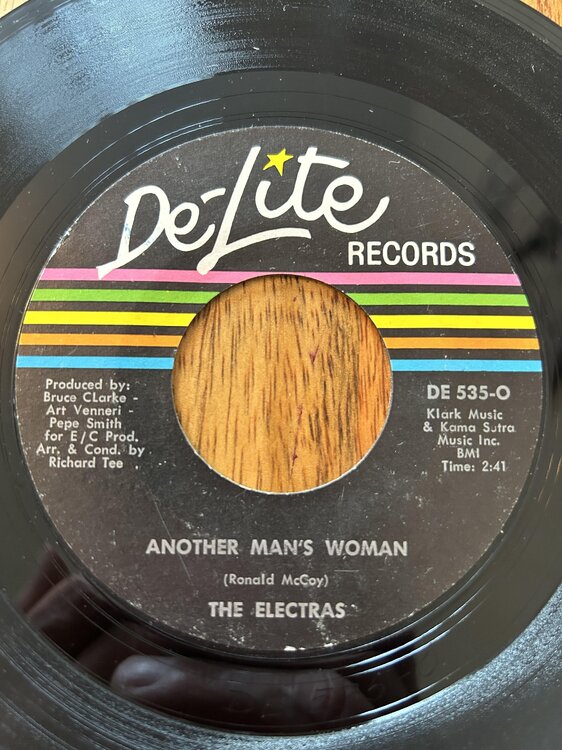 De-Lite
RECORDS
Produced by:
Bruce CLarke -
Art Venneri -
Pepe Smith
for E/C Prod.
Arr. & Cond. by
Richard Tee
DE 535-O
Klark Music
& Kama Sutra
Music Inc.
BMI
Time: 2:41
ANOTHER MAN'S WOMAN
(Ronald McCoy)
THE ELECTRAS